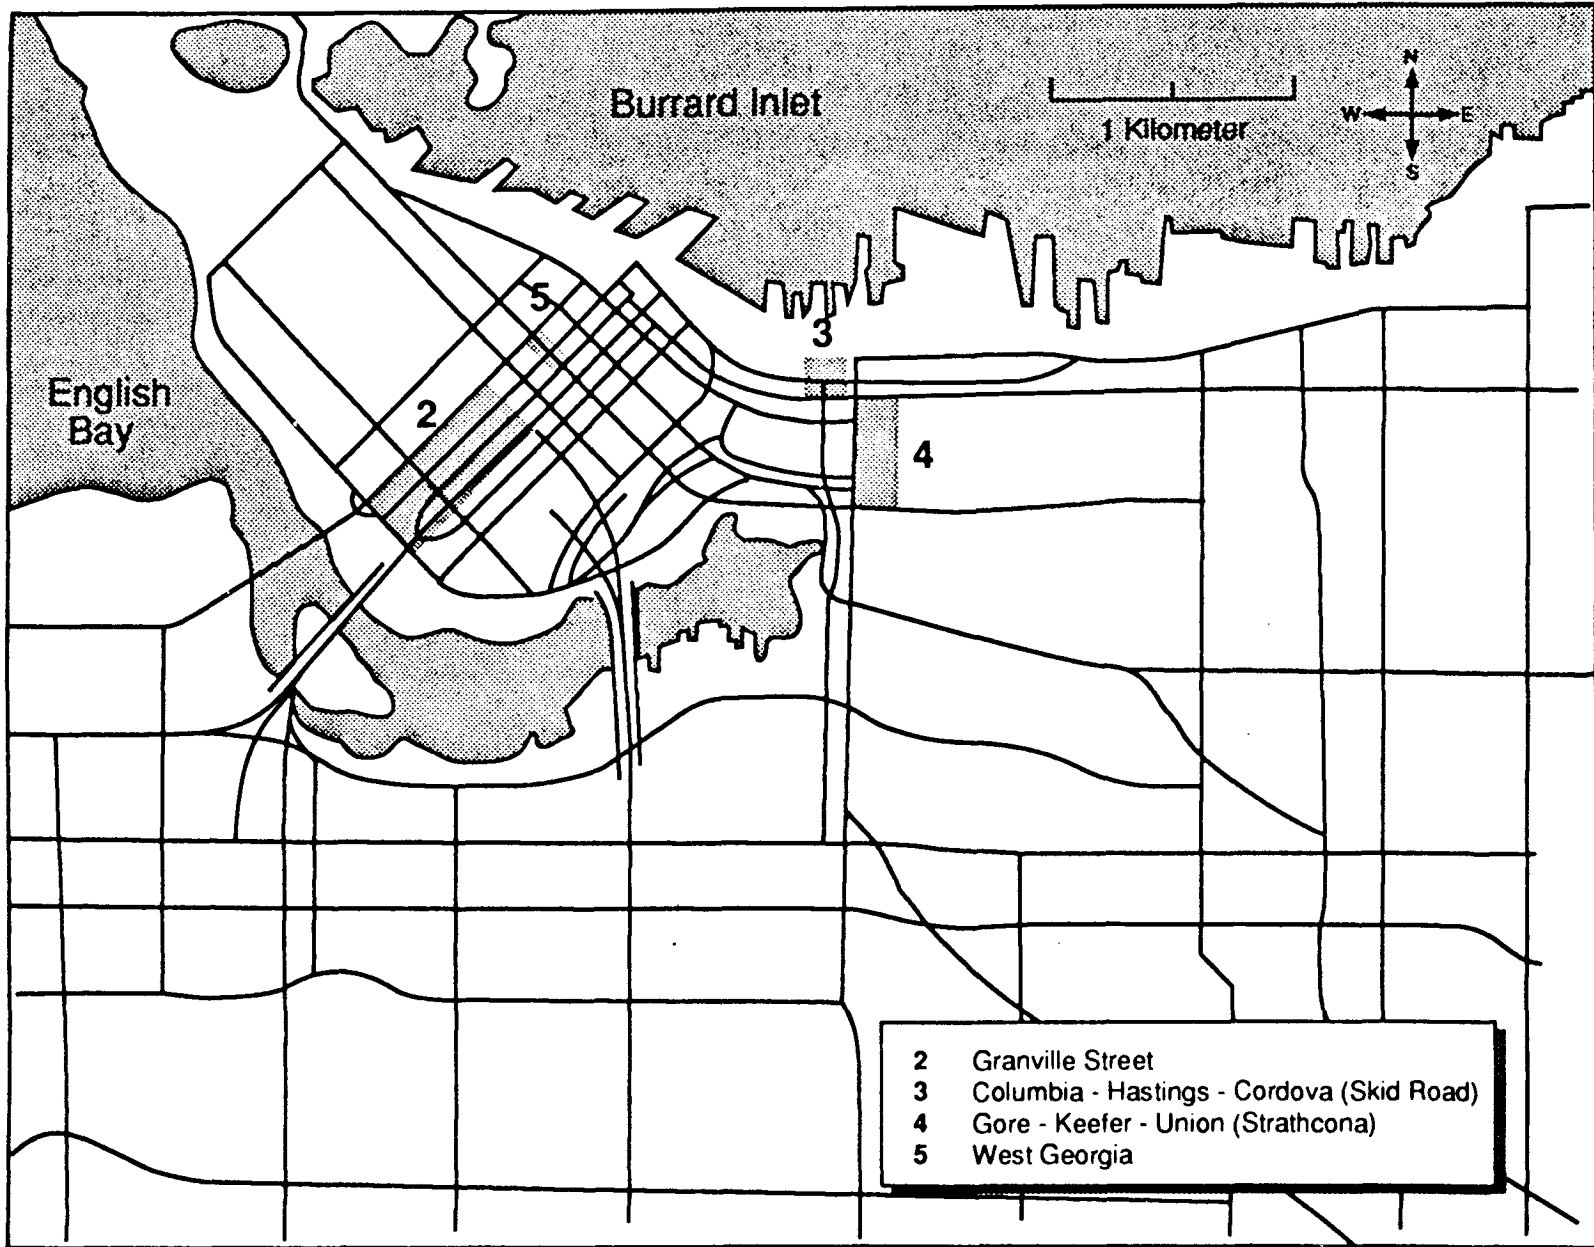 Burrard Inlet
1 Kilometer
N
W E
S
5
3
English
Bay
2
4
2 Granville Street
3 Columbia - Hastings - Cordova (Skid Road)
4 Gore - Keefer - Union (Strathcona)
5 West Georgia